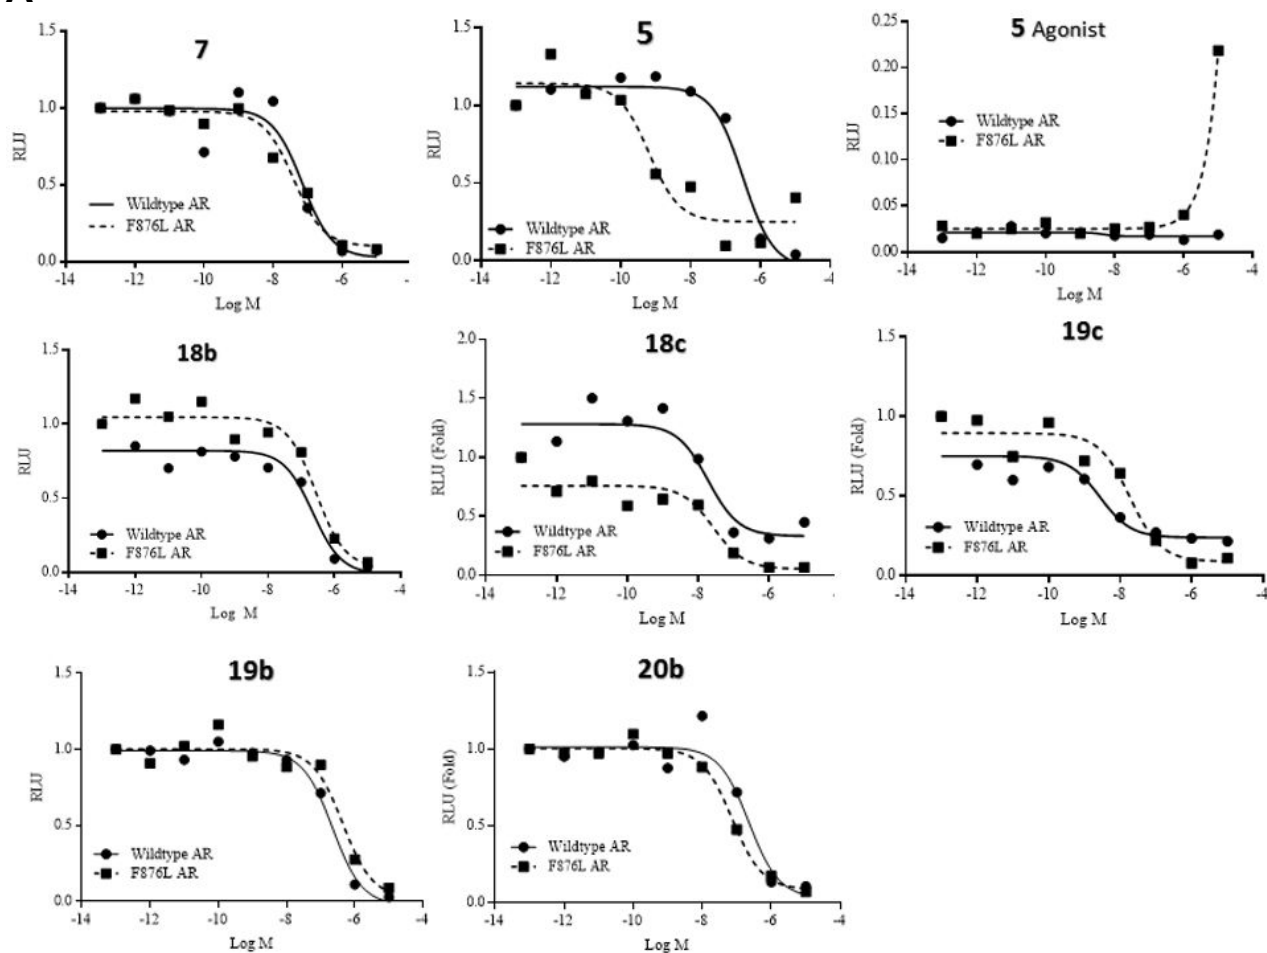 7
1.5
1.0
0.5
0.0
RLU
Wildtype AR
F876L AR
-14
-12
-10
-8
-6
-
Log M
5
1.5
1.0
0.5
0.0
RLU
Wildtype AR
F876L AR
-14
-12
-10
-8
-6
-4
Log M
5 Agonist
0.25
0.20
0.15
0.10
0.05
0.00
RLU
Wildtype AR
F876L AR
-14
-12
-10
-8
-6
-4
Log M
18b
1.5
1.0
0.5
0.0
RLU
Wildtype AR
F876L AR
-14
-12
-10
-8
-6
-4
Log M
18c
2.0
1.5
1.0
0.5
0.0
RLU (Fold)
Wildtype AR
F876L AR
-14
-12
-10
-8
-6
-4
Log M
19c
1.5
1.0
0.5
0.0
RLU (Fold)
Wildtype AR
F876L AR
-14
-12
-10
-8
-6
-4
Log M
19b
1.5
1.0
0.5
0.0
RLU
Wildtype AR
F876L AR
-14
-12
-10
-8
-6
-4
Log M
20b
1.5
1.0
0.5
0.0
RLU (Fold)
Wildtype AR
F876L AR
-14
-12
-10
-8
-6
-4
Log M